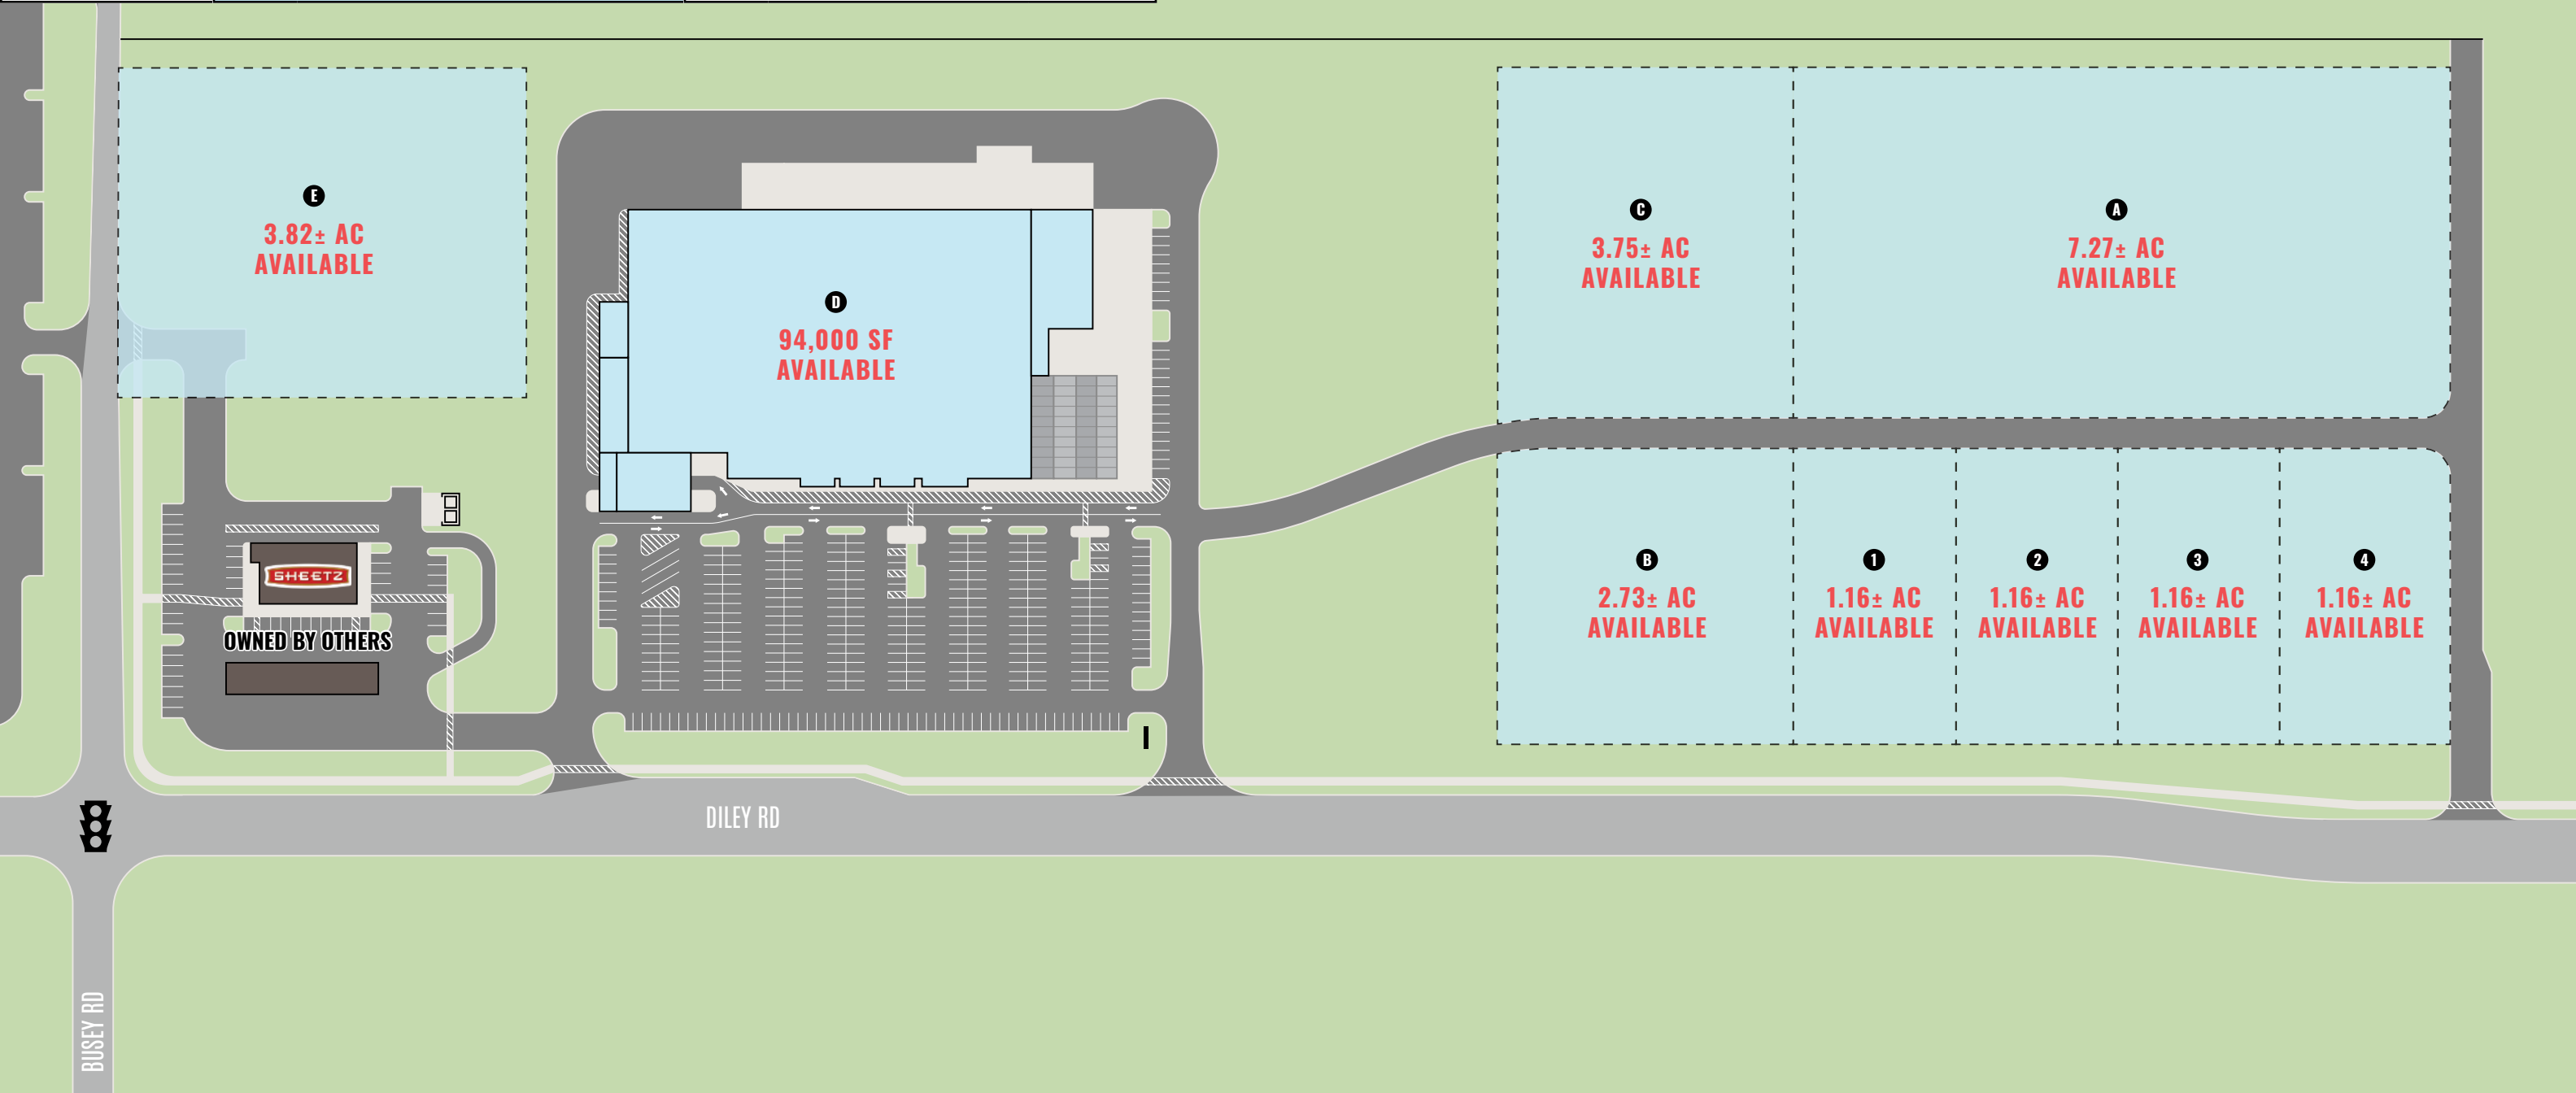 E
3.82± AC
AVAILABLE
D
94,000 SF
AVAILABLE
C
3.75± AC
AVAILABLE
A
7.27± AC
AVAILABLE
SHEETZ
OWNED BY OTHERS
B
2.73± AC
AVAILABLE
1
1.16± AC
AVAILABLE
2
1.16± AC
AVAILABLE
3
1.16± AC
AVAILABLE
4
1.16± AC
AVAILABLE
DILEY RD
BUSEY RD